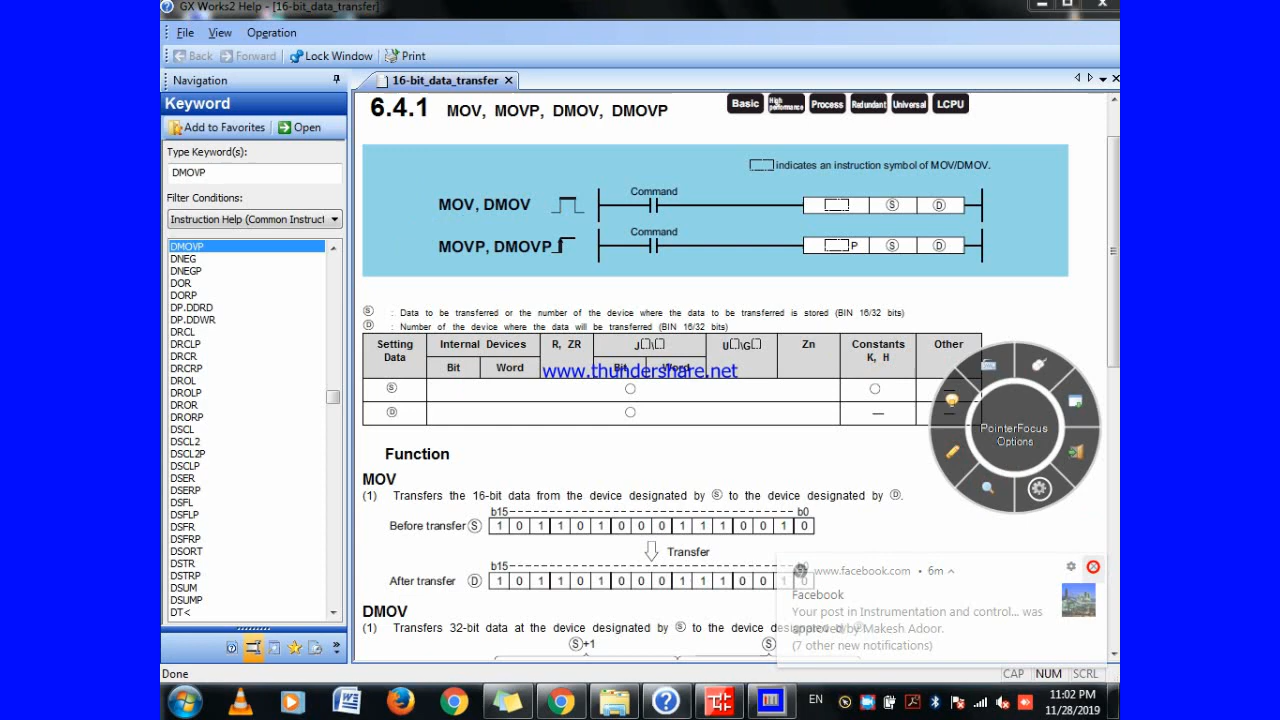 GX Works2 Help - [16-bit_data_transfer]
File View Operation
Back Forward Lock Window Print
Navigation
16-bit_data_transfer
Keyword
Add to Favorites Open
Type Keyword(s):
DMOVP
Filter Conditions:
Instruction Help (Common Instruct
DMOVP
DNEG
DNEGP
DOR
DORP
DP.DDRD
DP.DDWR
DRCL
DRCLP
DRCR
DRCRP
DROL
DROLP
DROR
DRORP
DSCL
DSCL2
DSCL2P
DSCLP
DSER
DSERP
DSFL
DSFLP
DSFR
DSFRP
DSORT
DSTR
DSTRP
DSUM
DSUMP
DT<
6.4.1 MOV, MOVP, DMOV, DMOVP
Basic High performance Process Redundant Universal LCPU
indicates an instruction symbol of MOV/DMOV.
Command
MOV, DMOV Ⓢ Ⓓ
Command
MOVP, DMOVP P Ⓢ Ⓓ
Ⓢ : Data to be transferred or the number of the device where the data to be transferred is stored (BIN 16/32 bits)
Ⓓ : Number of the device where the data will be transferred (BIN 16/32 bits)
Setting Data Internal Devices R, ZR J\ U\G Zn Constants K, H Other
Bit Word Bit Word
www.thundershare.net
Ⓢ ○ ○ —
Ⓓ ○ — —
PointerFocus
Options
Function
MOV
(1) Transfers the 16-bit data from the device designated by Ⓢ to the device designated by Ⓓ.
b15 b0
Before transfer Ⓢ 1 0 1 1 0 1 0 0 0 1 1 1 0 0 1 0
Transfer
b15 b0
After transfer Ⓓ 1 0 1 1 0 1 0 0 0 1 1 1 0 0 1 0
DMOV
(1) Transfers 32-bit data at the device designated by Ⓢ to the device designated by Ⓓ.
Ⓢ+1 Ⓢ
www.facebook.com • 6m
Facebook
Your post in Instrumentation and control... was
approved by Makesh Adoor.
(7 other new notifications)
Done CAP NUM SCRL
EN 11:02 PM
11/28/2019